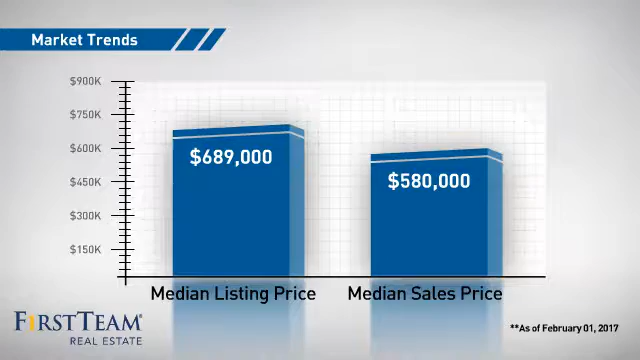 Market Trends
$900K
$750K
$600K
$450K
$300K
$150K
$689,000
$580,000
Median Listing Price
Median Sales Price
FIRSTTEAM®
REAL ESTATE
**As of February 01, 2017